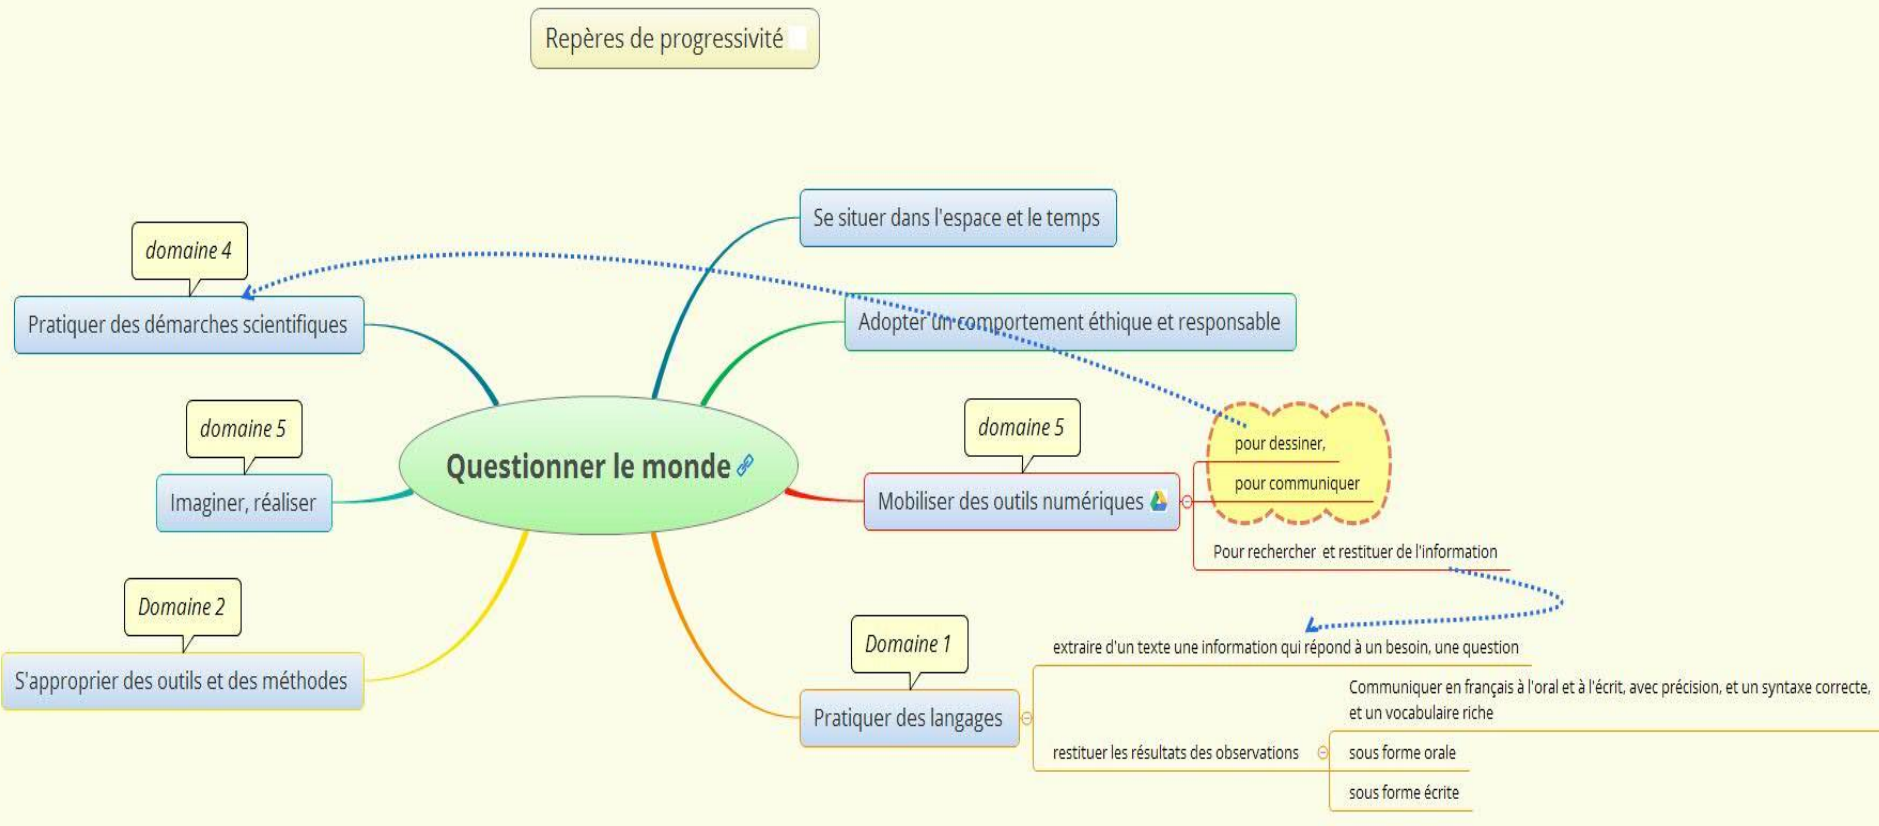 Repères de progressivité
Se situer dans l'espace et le temps
domaine 4
Pratiquer des démarches scientifiques
Adopter un comportement éthique et responsable
domaine 5
Imaginer, réaliser
Questionner le monde
domaine 5
Mobiliser des outils numériques
pour dessiner,
pour communiquer
Pour rechercher et restituer de l'information
Domaine 2
S'approprier des outils et des méthodes
Domaine 1
Pratiquer des langages
extraire d'un texte une information qui répond à un besoin, une question
restituer les résultats des observations
Communiquer en français à l'oral et à l'écrit, avec précision, et un syntaxe correcte,
et un vocabulaire riche
sous forme orale
sous forme écrite